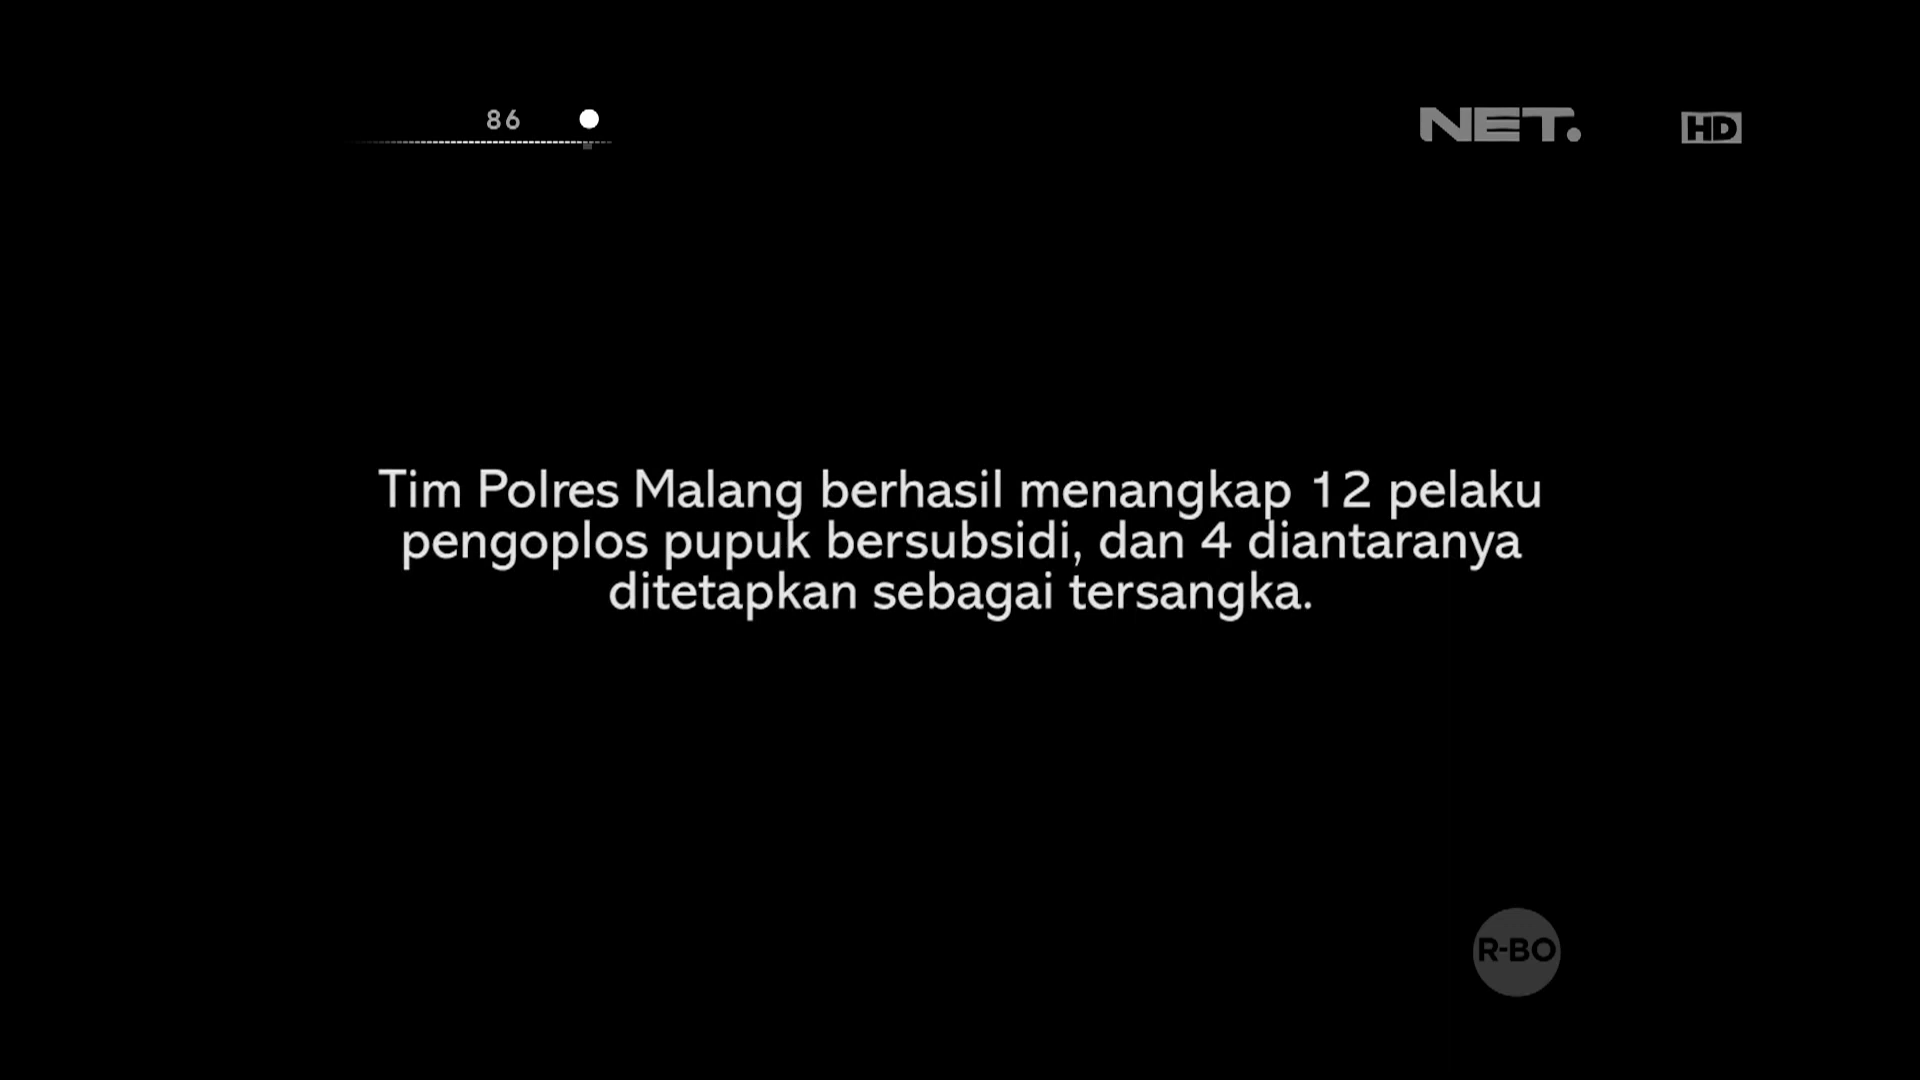 86
NET.
HD
Tim Polres Malang berhasil menangkap 12 pelaku
pengoplos pupuk bersubsidi, dan 4 diantaranya
ditetapkan sebagai tersangka.
R-BO